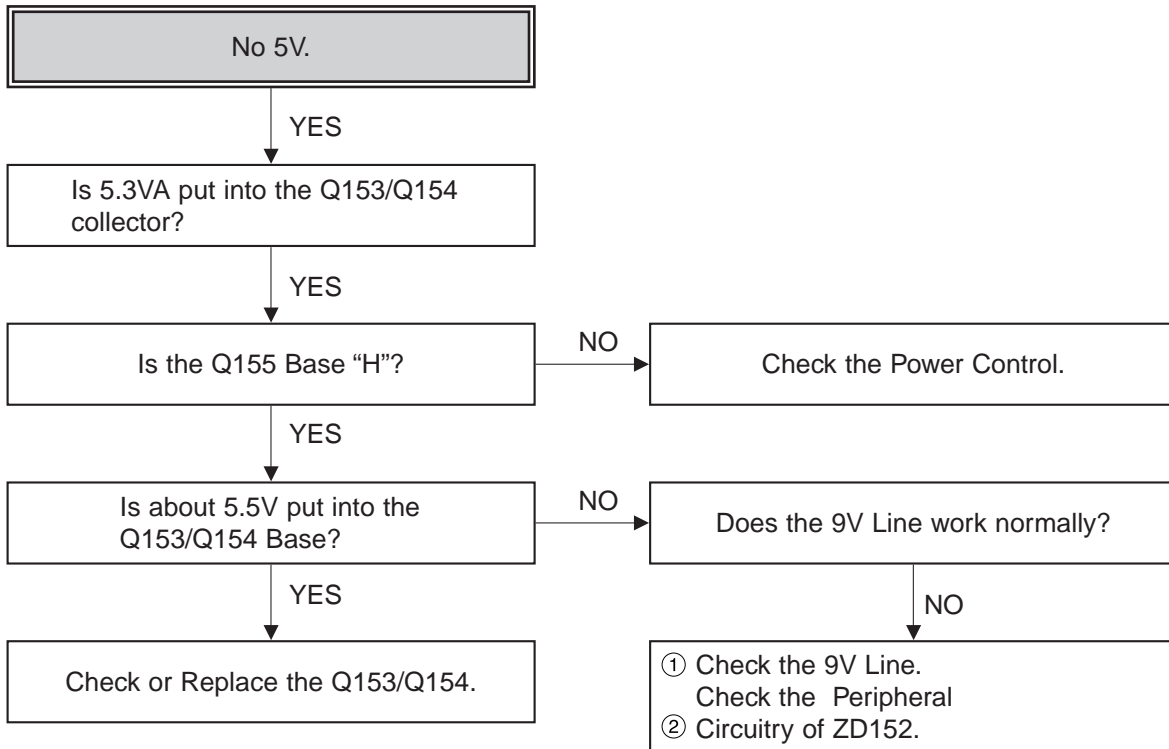 No 5V.
YES
Is 5.3VA put into the Q153/Q154
collector?
YES
Is the Q155 Base “H”?
NO
Check the Power Control.
YES
Is about 5.5V put into the
Q153/Q154 Base?
NO
Does the 9V Line work normally?
YES
NO
Check or Replace the Q153/Q154.
① Check the 9V Line.
Check the Peripheral
② Circuitry of ZD152.